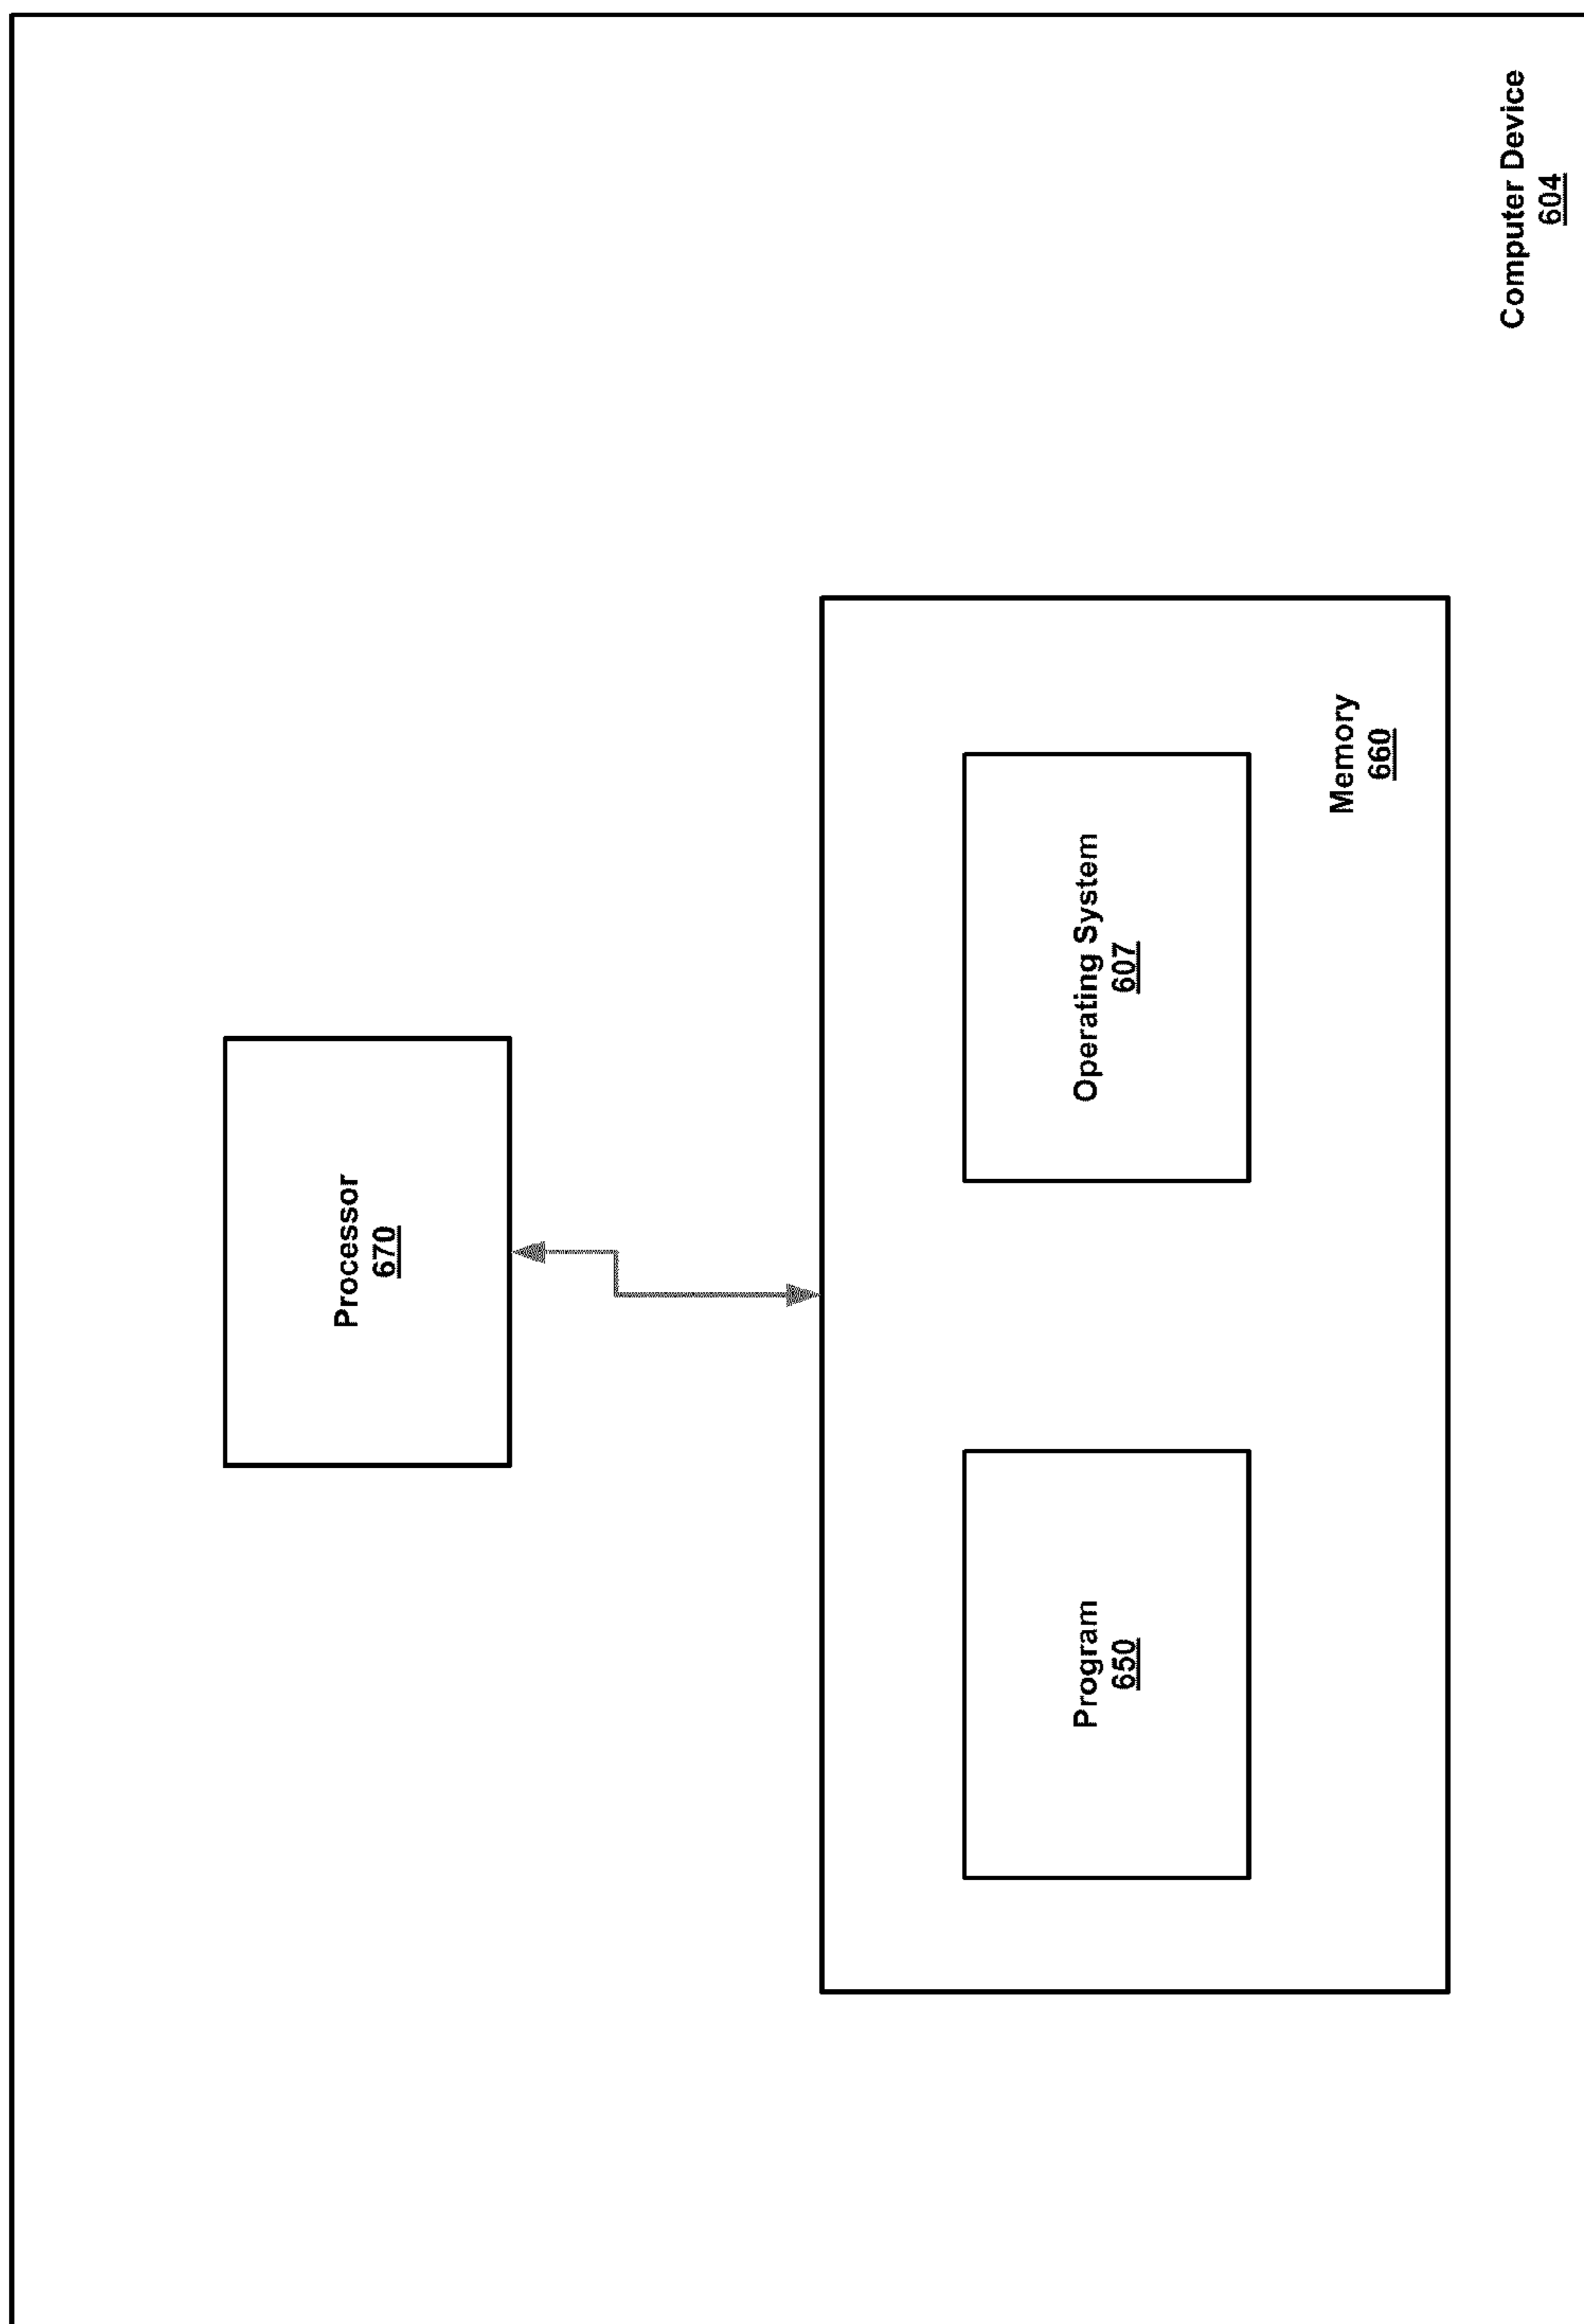 Processor
670
Program
650
Operating System
607
Memory
660
Computer Device
604